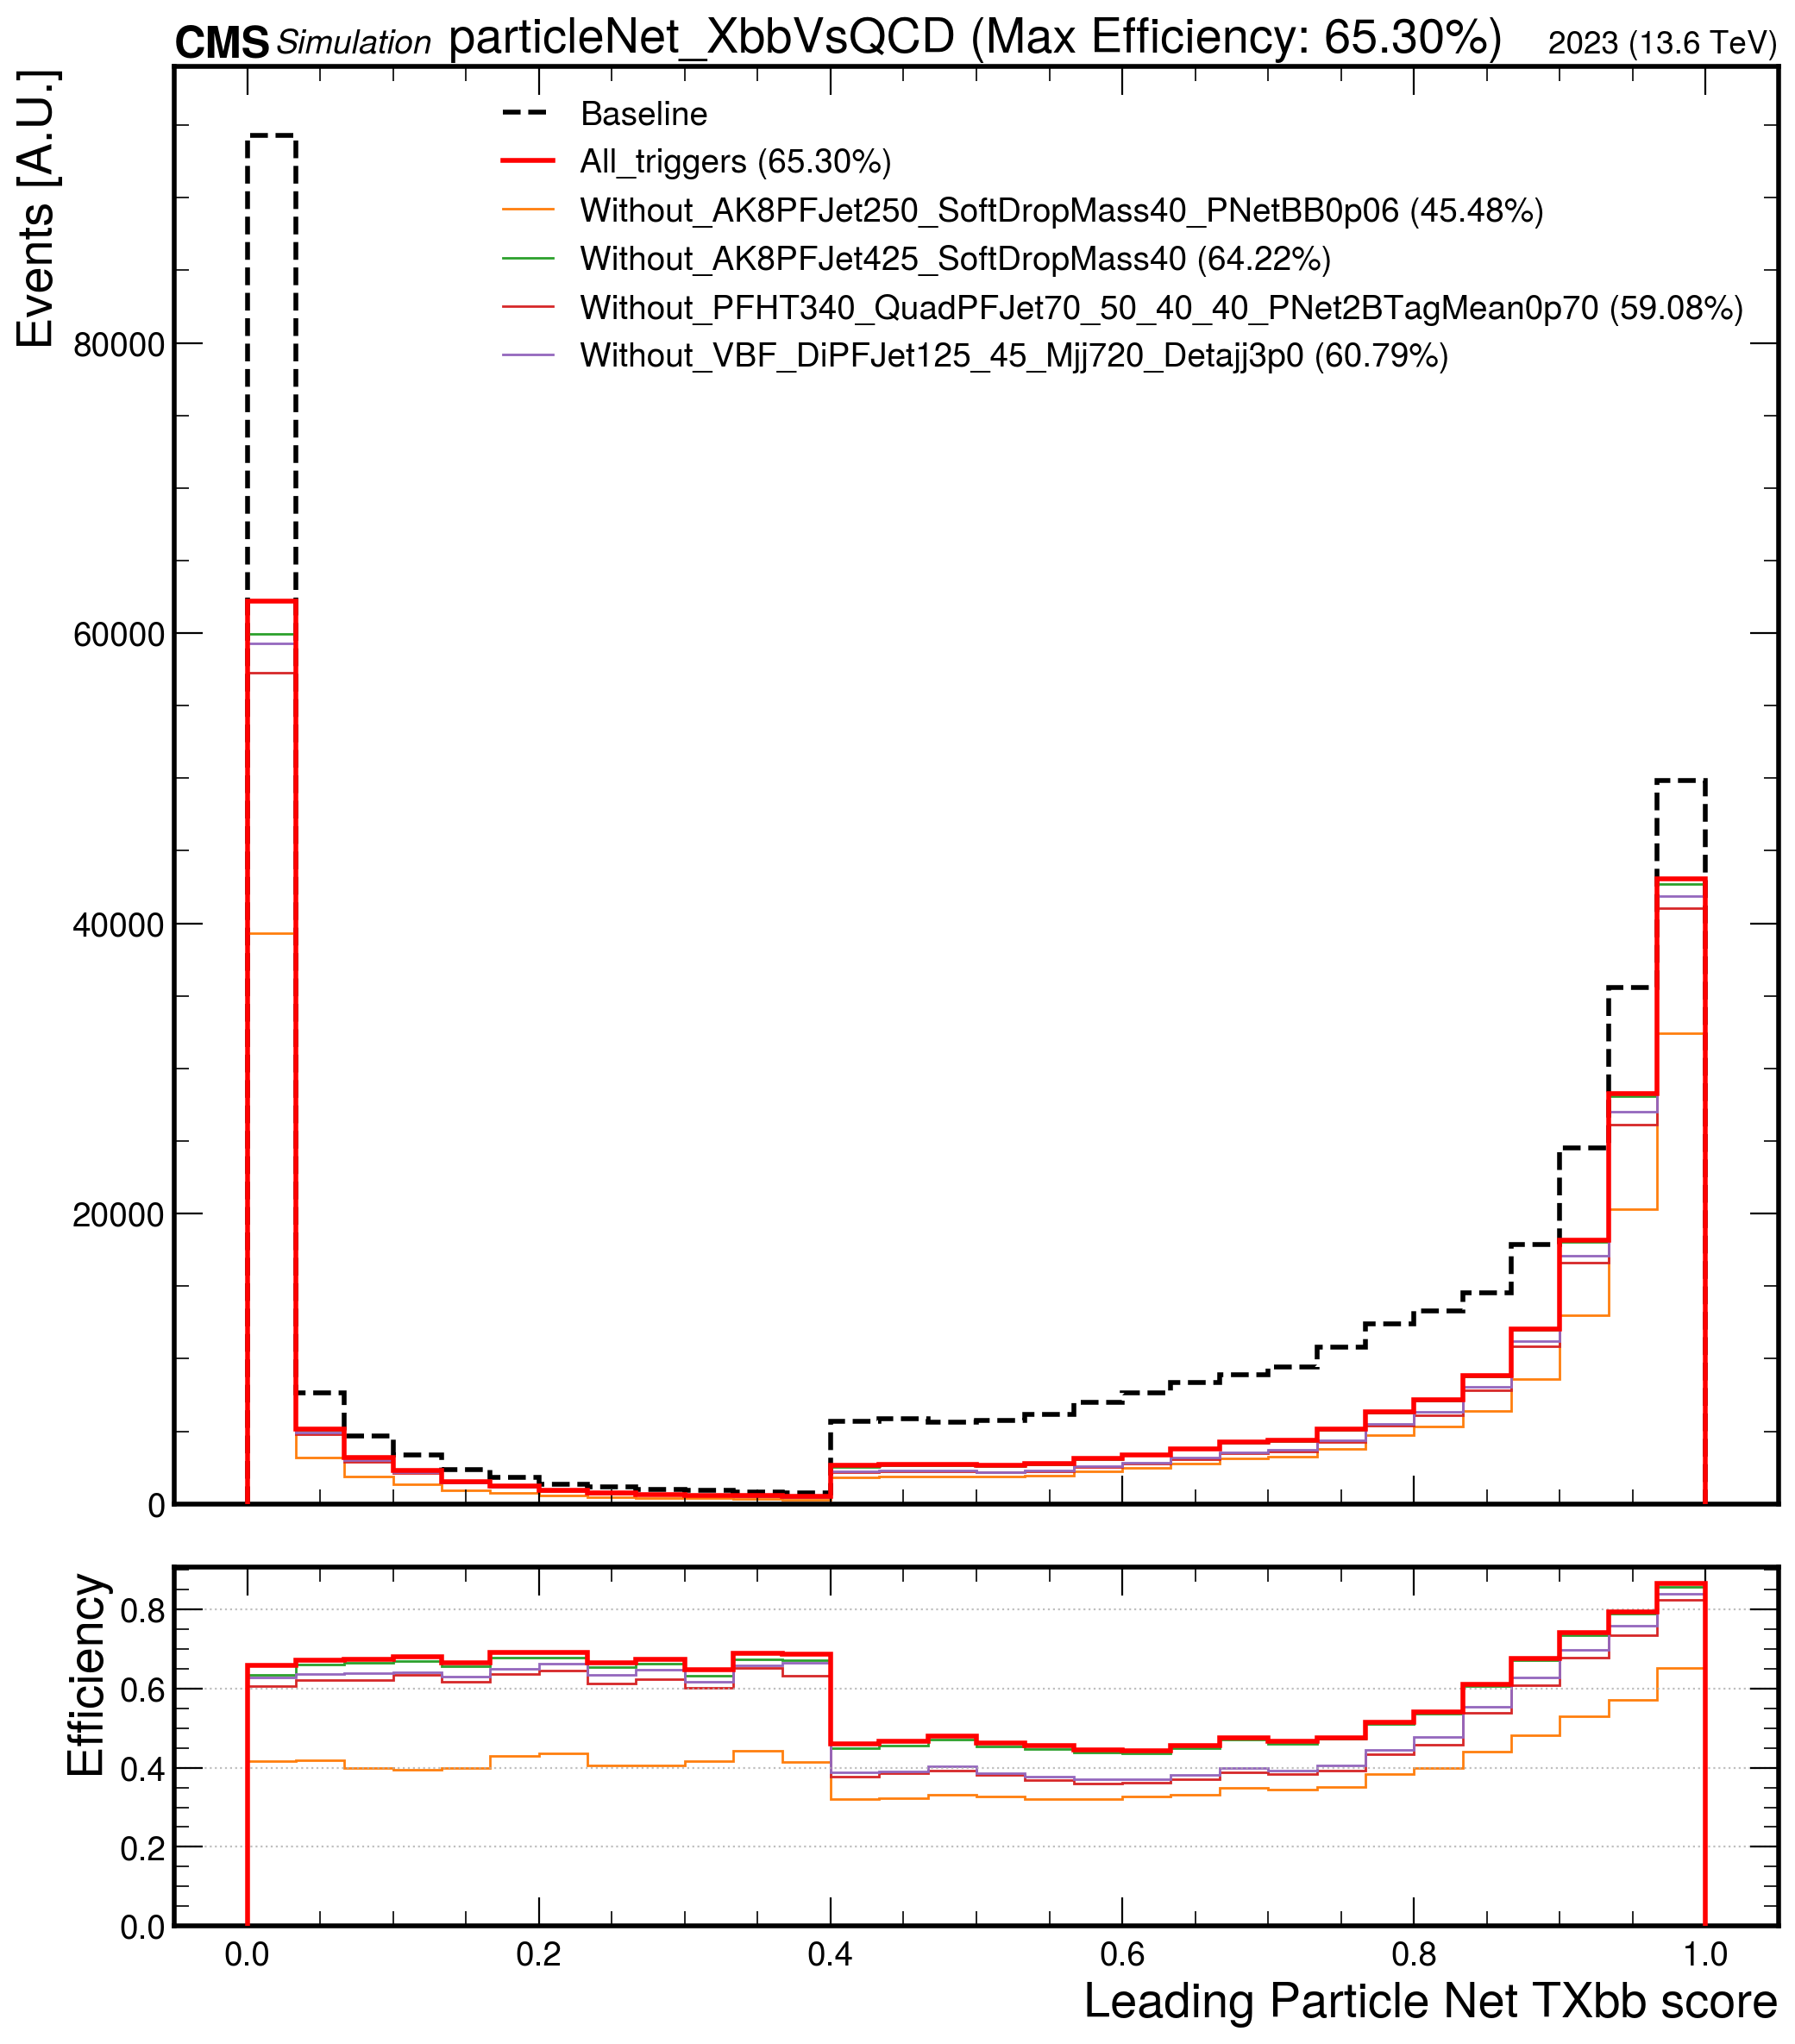 CMS Simulation particleNet_XbbVsQCD (Max Efficiency: 65.30%) 2023 (13.6 TeV)
Events [A.U.]
Baseline
All_triggers (65.30%)
Without_AK8PFJet250_SoftDropMass40_PNetBB0p06 (45.48%)
Without_AK8PFJet425_SoftDropMass40 (64.22%)
Without_PFHT340_QuadPFJet70_50_40_40_PNet2BTagMean0p70 (59.08%)
Without_VBF_DiPFJet125_45_Mjj720_Detajj3p0 (60.79%)
80000
60000
40000
20000
0
Efficiency
0.8
0.6
0.4
0.2
0.0
0.0 0.2 0.4 0.6 0.8 1.0
Leading Particle Net TXbb score